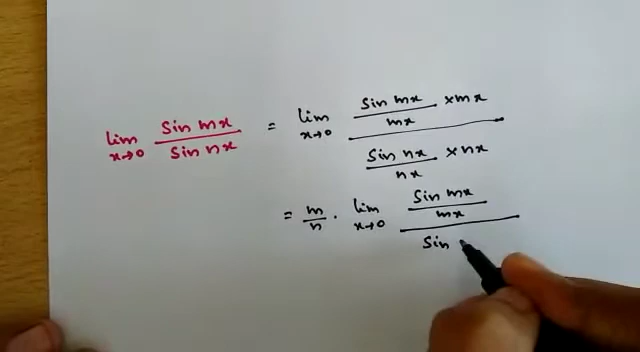 lim x→0 sin mx / sin nx = lim x→0 (sin mx / mx × mx) / (sin nx / nx × nx)
= m/n . lim x→0 (sin mx / mx) / sin